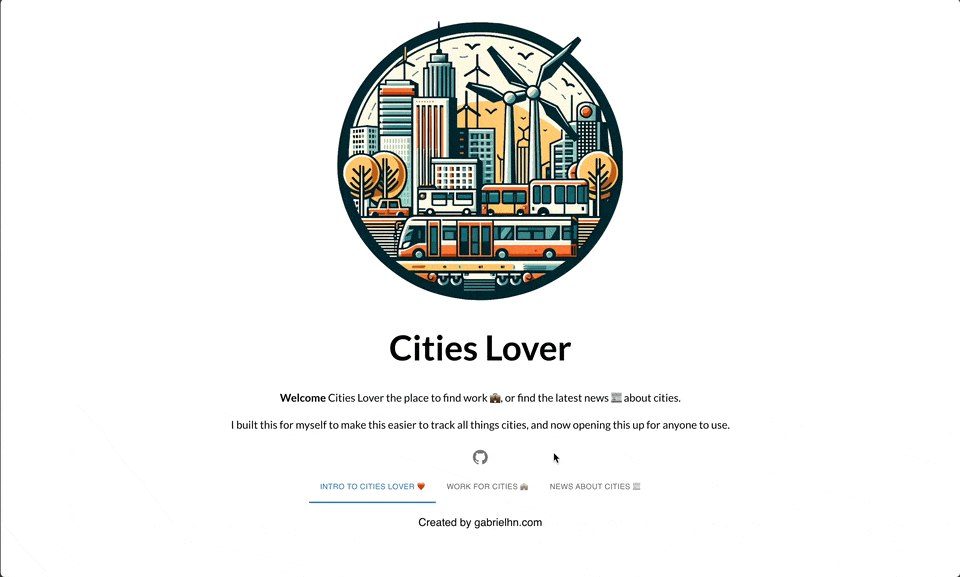 Cities Lover
Welcome Cities Lover the place to find work 🏰, or find the latest news 📰 about cities.
I built this for myself to make this easier to track all things cities, and now opening this up for anyone to use.
INTRO TO CITIES LOVER ❤️ WORK FOR CITIES 🏰 NEWS ABOUT CITIES 📰
Created by gabrielhn.com